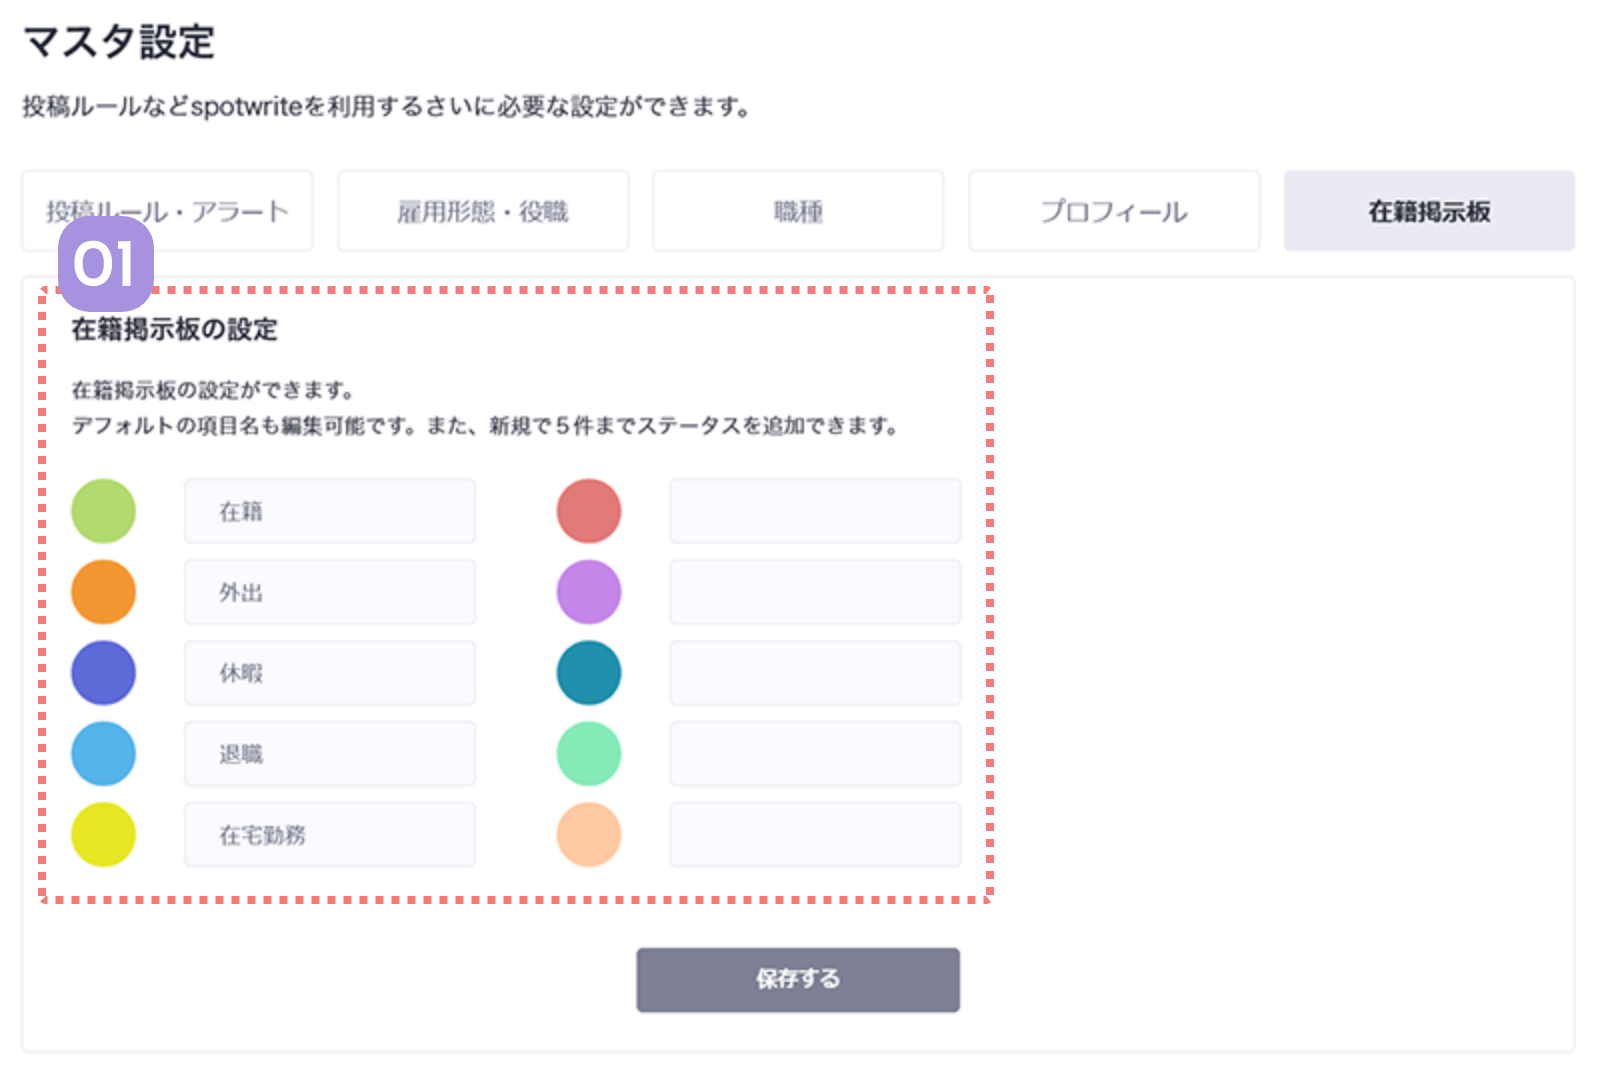 マスタ設定
投稿ルールなどspotwriteを利用するさいに必要な設定ができます。
投稿ルール・アラート
雇用形態・役職
職種
プロフィール
在籍掲示板
01
在籍掲示板の設定
在籍掲示板の設定ができます。
デフォルトの項目名も編集可能です。また、新規で５件までステータスを追加できます。
在籍
外出
休暇
退職
在宅勤務
保存する